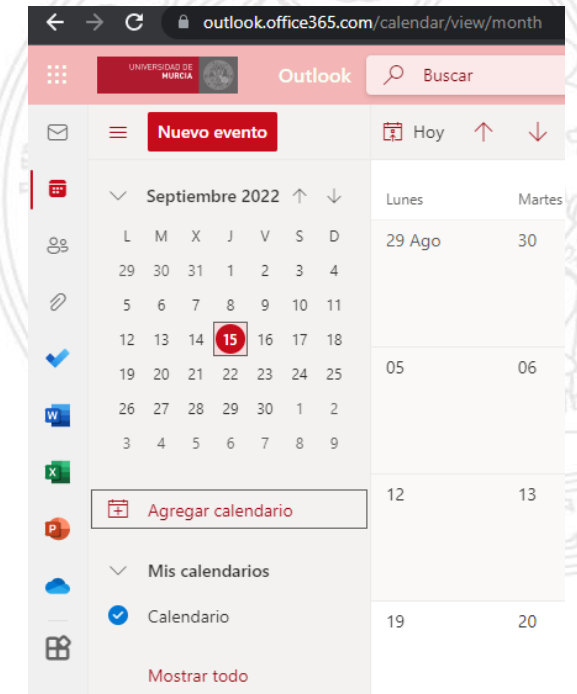 outlook.office365.com/calendar/view/month
UNIVERSIDAD DE
MURCIA
Outlook
Buscar
Nuevo evento
Hoy
Septiembre 2022
L M X J V S D
29 30 31 1 2 3 4
5 6 7 8 9 10 11
12 13 14 15 16 17 18
19 20 21 22 23 24 25
26 27 28 29 30 1 2
3 4 5 6 7 8 9
Agregar calendario
Mis calendarios
Calendario
Mostrar todo
Lunes Martes
29 Ago 30
05 06
12 13
19 20
W
X
P